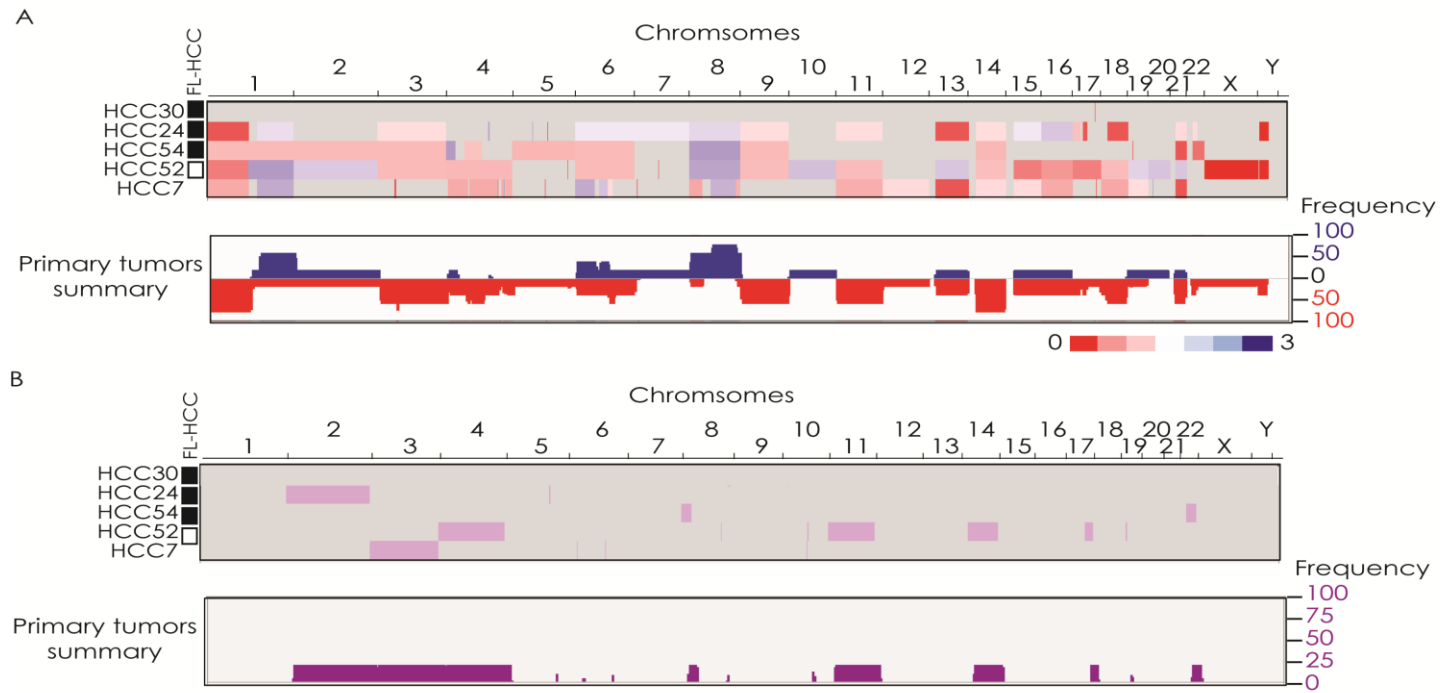 A
Chromsomes
FL-HCC
2 4 6 8 10 12 14 16 18 20 22 Y
1 3 5 7 9 11 13 15 17 19 21 X
HCC30
HCC24
HCC54
HCC52
HCC7
Frequency
100
50
0
50
100
Primary tumors
summary
0 3
B
Chromsomes
FL-HCC
2 4 6 8 10 12 14 16 18 20 22 Y
1 3 5 7 9 11 13 15 17 19 21 X
HCC30
HCC24
HCC54
HCC52
HCC7
Frequency
100
75
50
25
0
Primary tumors
summary